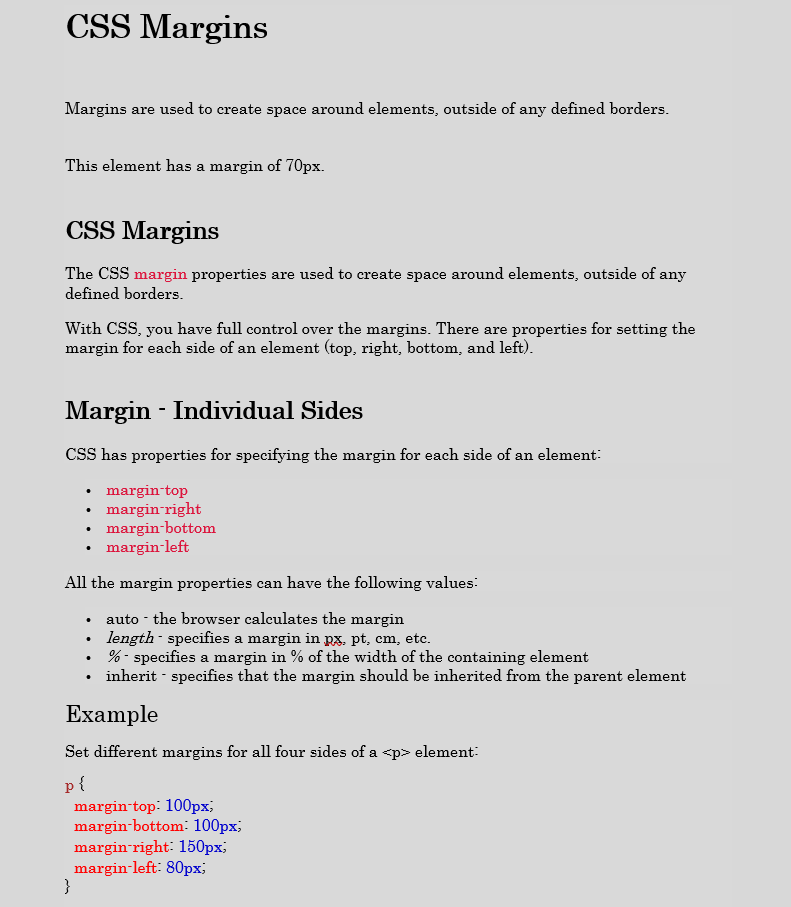 CSS Margins
Margins are used to create space around elements, outside of any defined borders.
This element has a margin of 70px.
CSS Margins
The CSS margin properties are used to create space around elements, outside of any
defined borders.
With CSS, you have full control over the margins. There are properties for setting the
margin for each side of an element (top, right, bottom, and left).
Margin - Individual Sides
CSS has properties for specifying the margin for each side of an element:
• margin-top
• margin-right
• margin-bottom
• margin-left
All the margin properties can have the following values:
• auto - the browser calculates the margin
• length - specifies a margin in px, pt, cm, etc.
• % - specifies a margin in % of the width of the containing element
• inherit - specifies that the margin should be inherited from the parent element
Example
Set different margins for all four sides of a <p> element:
p {
  margin-top: 100px;
  margin-bottom: 100px;
  margin-right: 150px;
  margin-left: 80px;
}